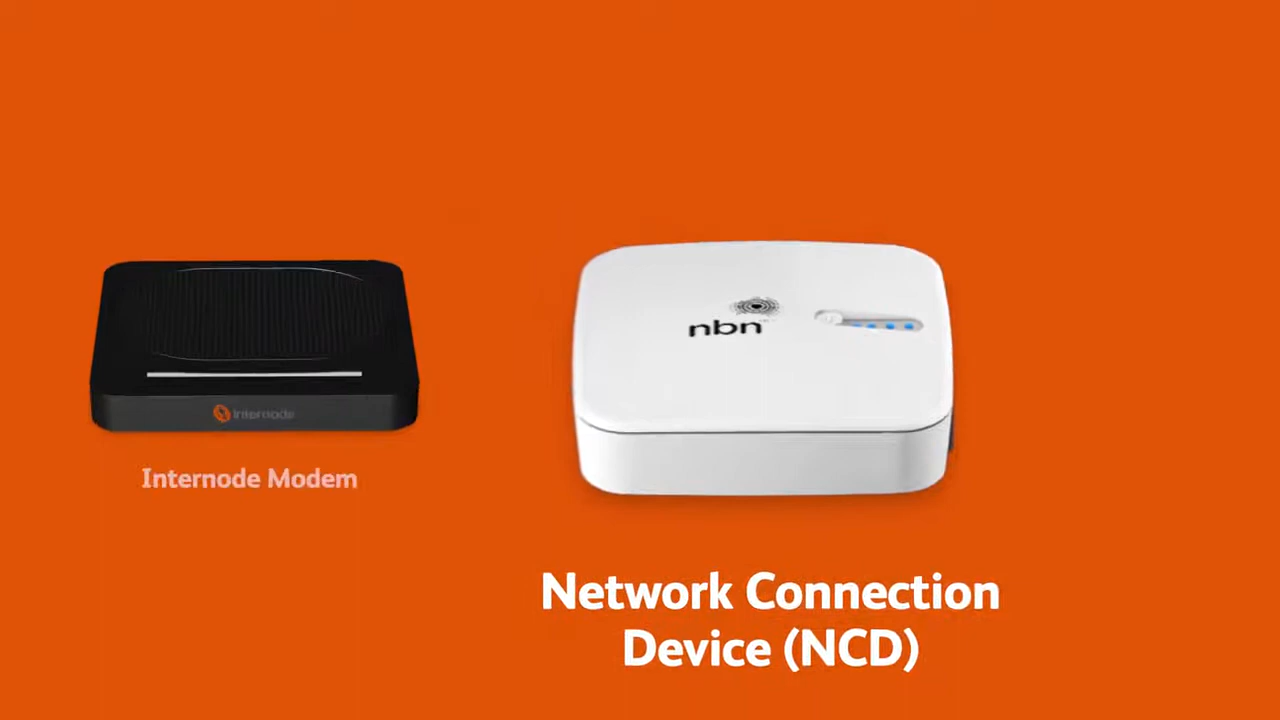 nbn
internode
Internode Modem
Network Connection
Device (NCD)